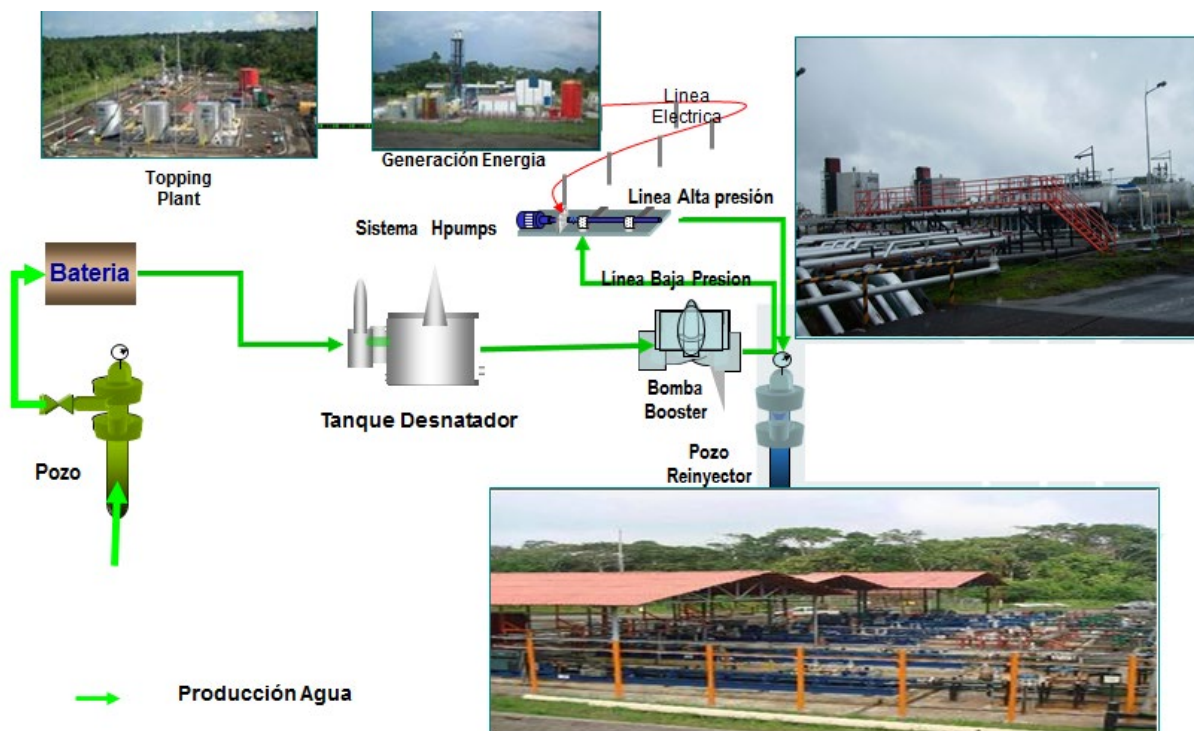 Linea
Electrica
Generación Energia
Topping
Plant
Linea Alta presión
Sistema Hpumps
Bateria
Línea Baja Presion
Bomba
Booster
Tanque Desnatador
Pozo
Pozo
Reinyector
Producción Agua